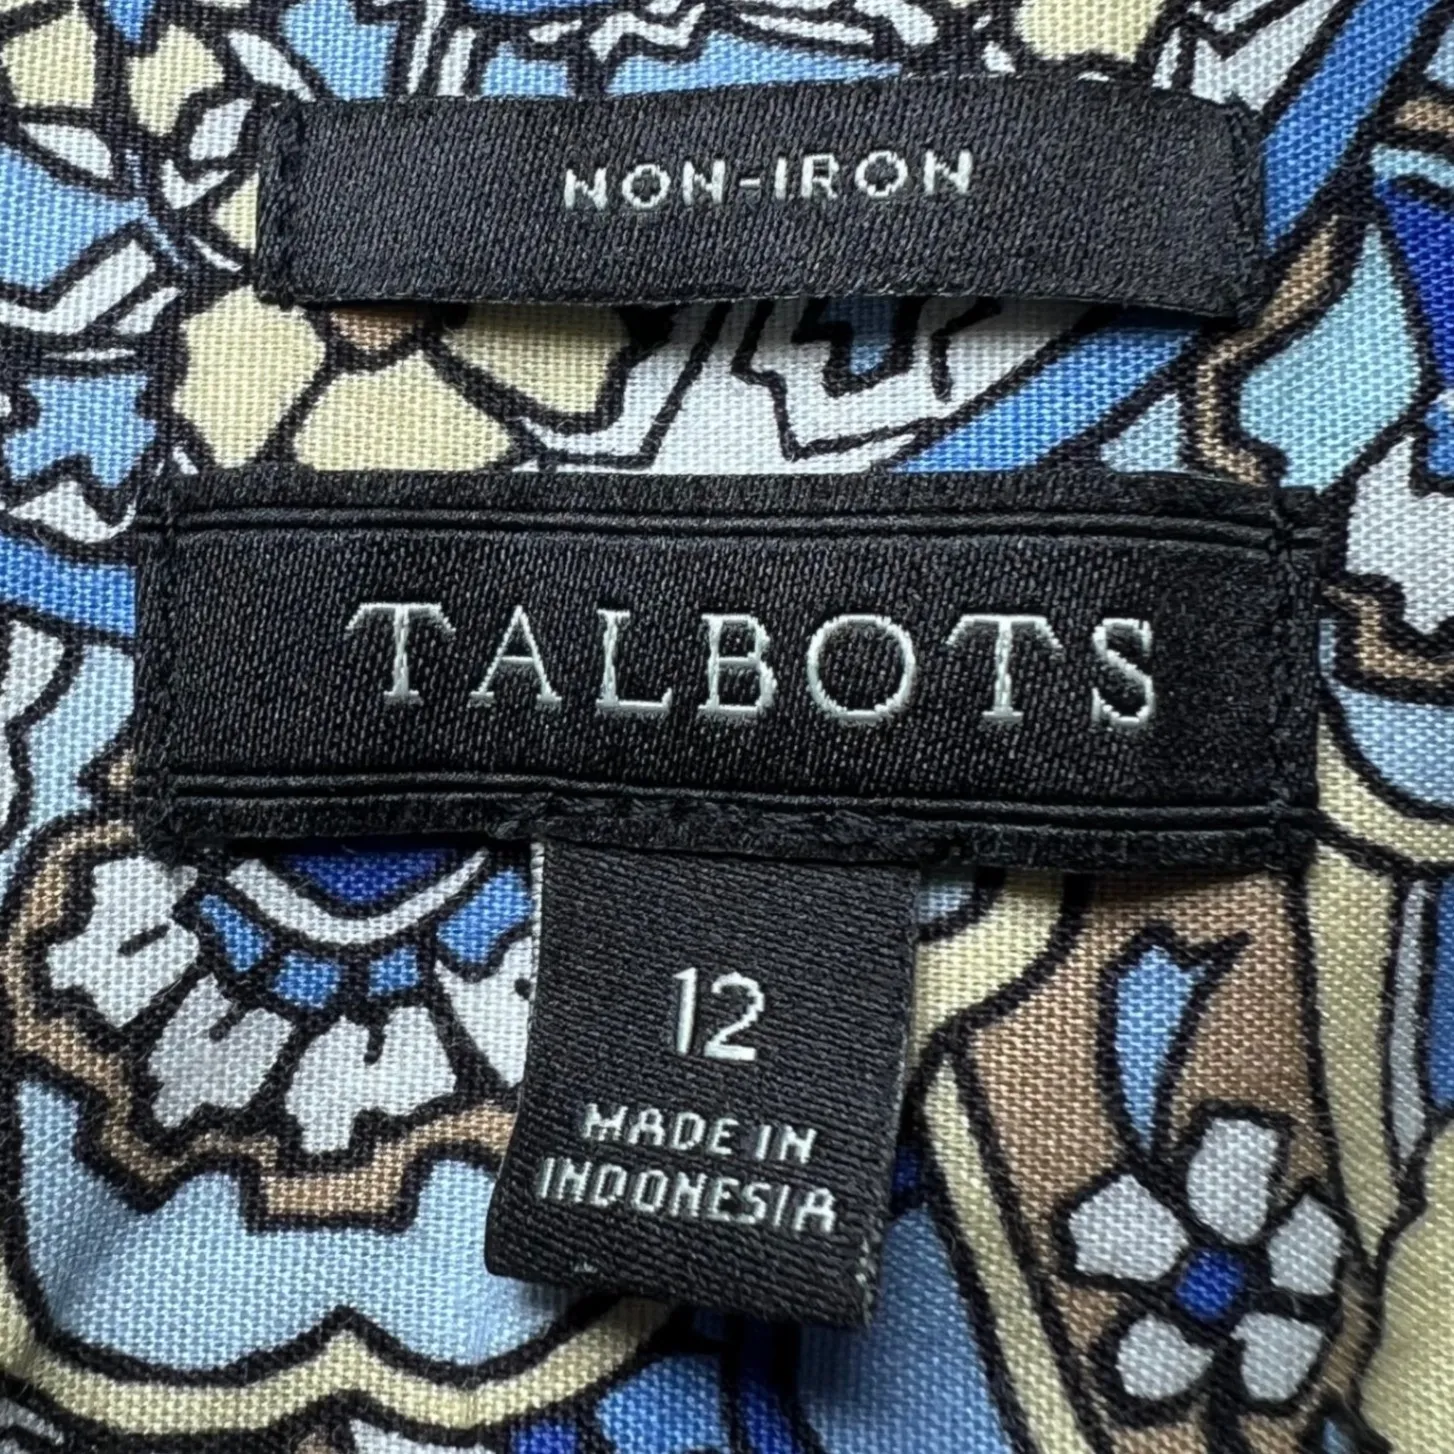 NON-IRON
TALBOTS
12
MADE IN
INDONESIA